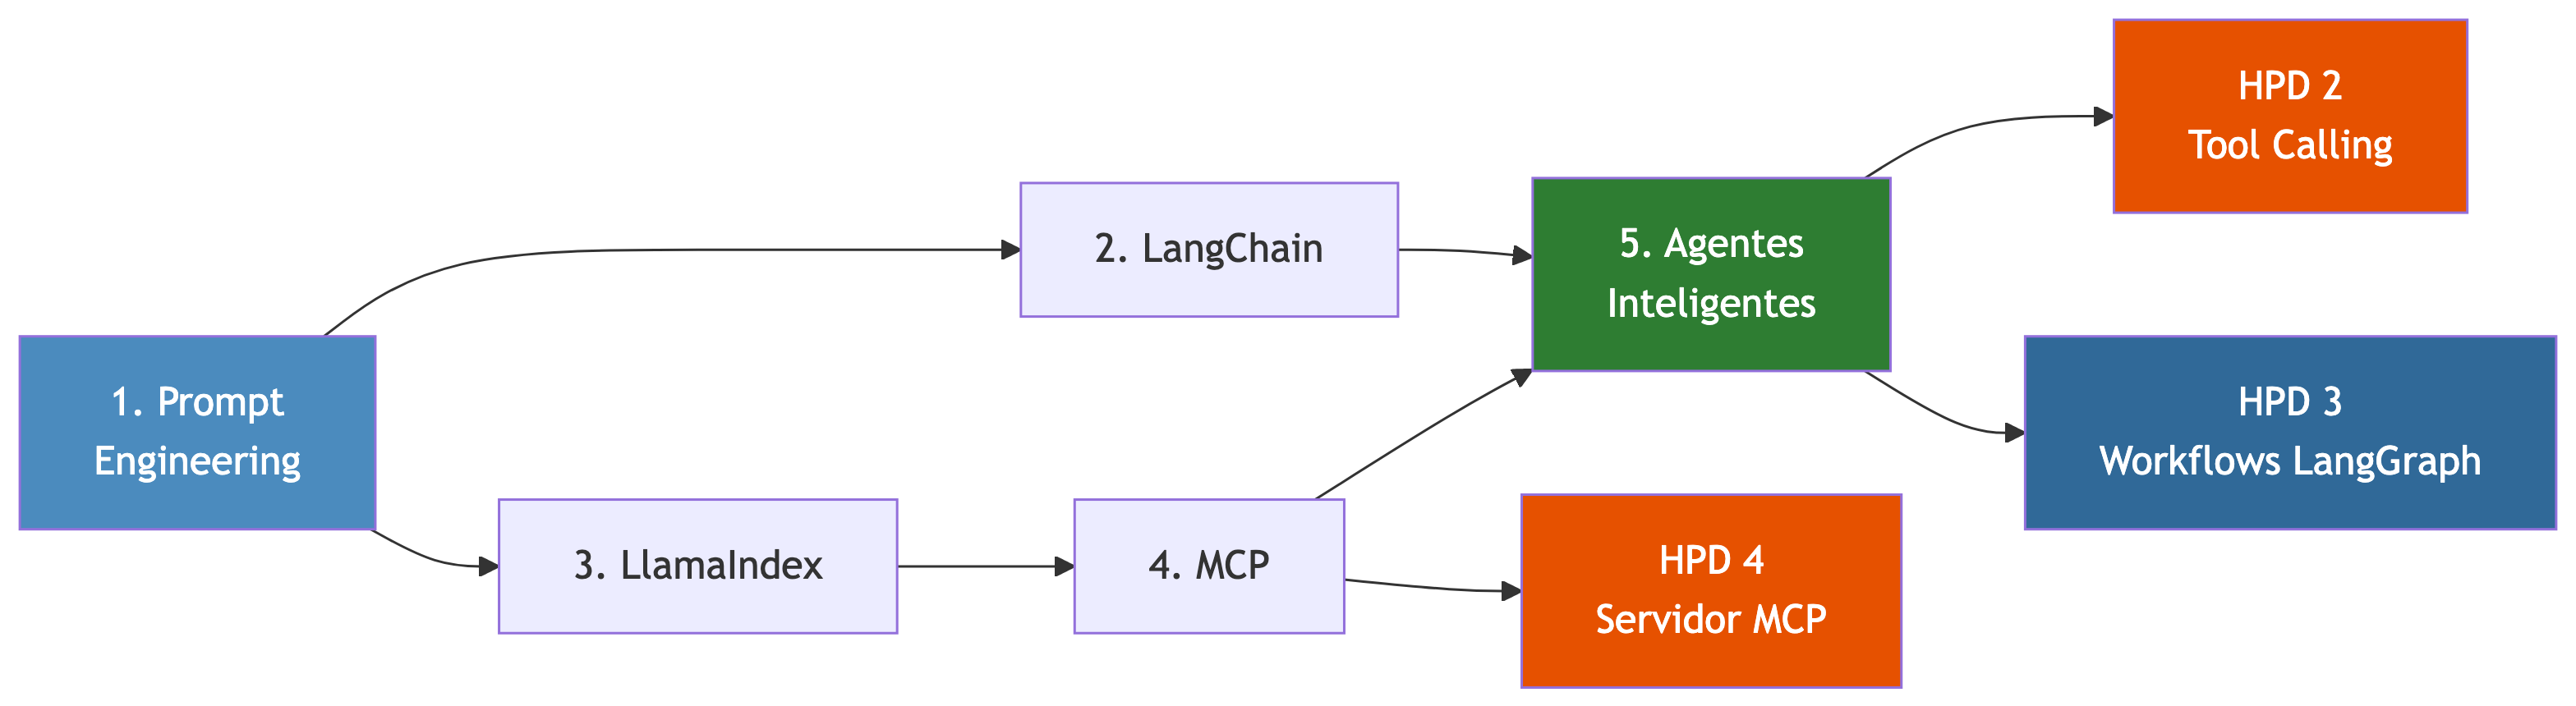 1. Prompt
Engineering
2. LangChain
3. LlamaIndex
4. MCP
5. Agentes
Inteligentes
HPD 2
Tool Calling
HPD 3
Workflows LangGraph
HPD 4
Servidor MCP